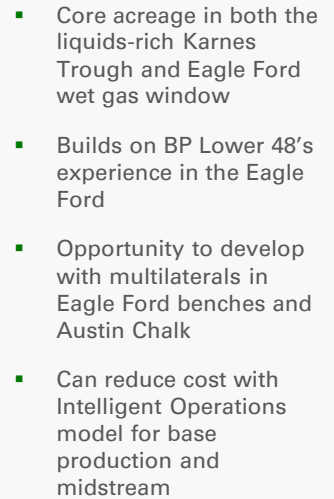 ▪ Core acreage in both the
liquids-rich Karnes
Trough and Eagle Ford
wet gas window
▪ Builds on BP Lower 48’s
experience in the Eagle
Ford
▪ Opportunity to develop
with multilaterals in
Eagle Ford benches and
Austin Chalk
▪ Can reduce cost with
Intelligent Operations
model for base
production and
midstream